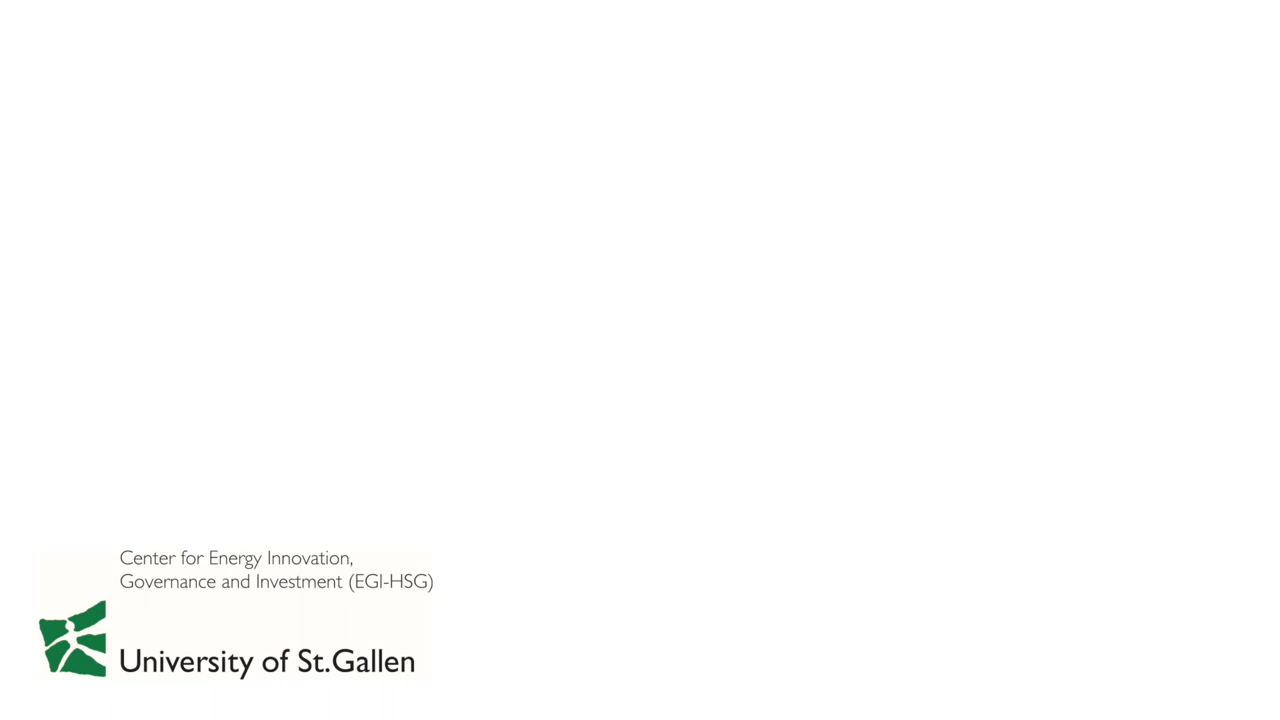 Center for Energy Innovation,
Governance and Investment (EGI-HSG)
University of St.Gallen